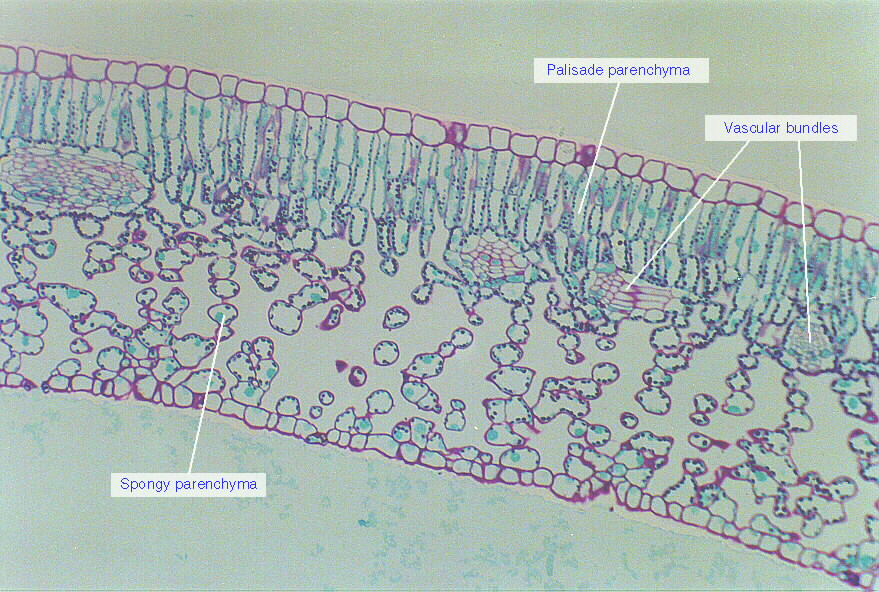 Palisade parenchyma
Vascular bundles
Spongy parenchyma